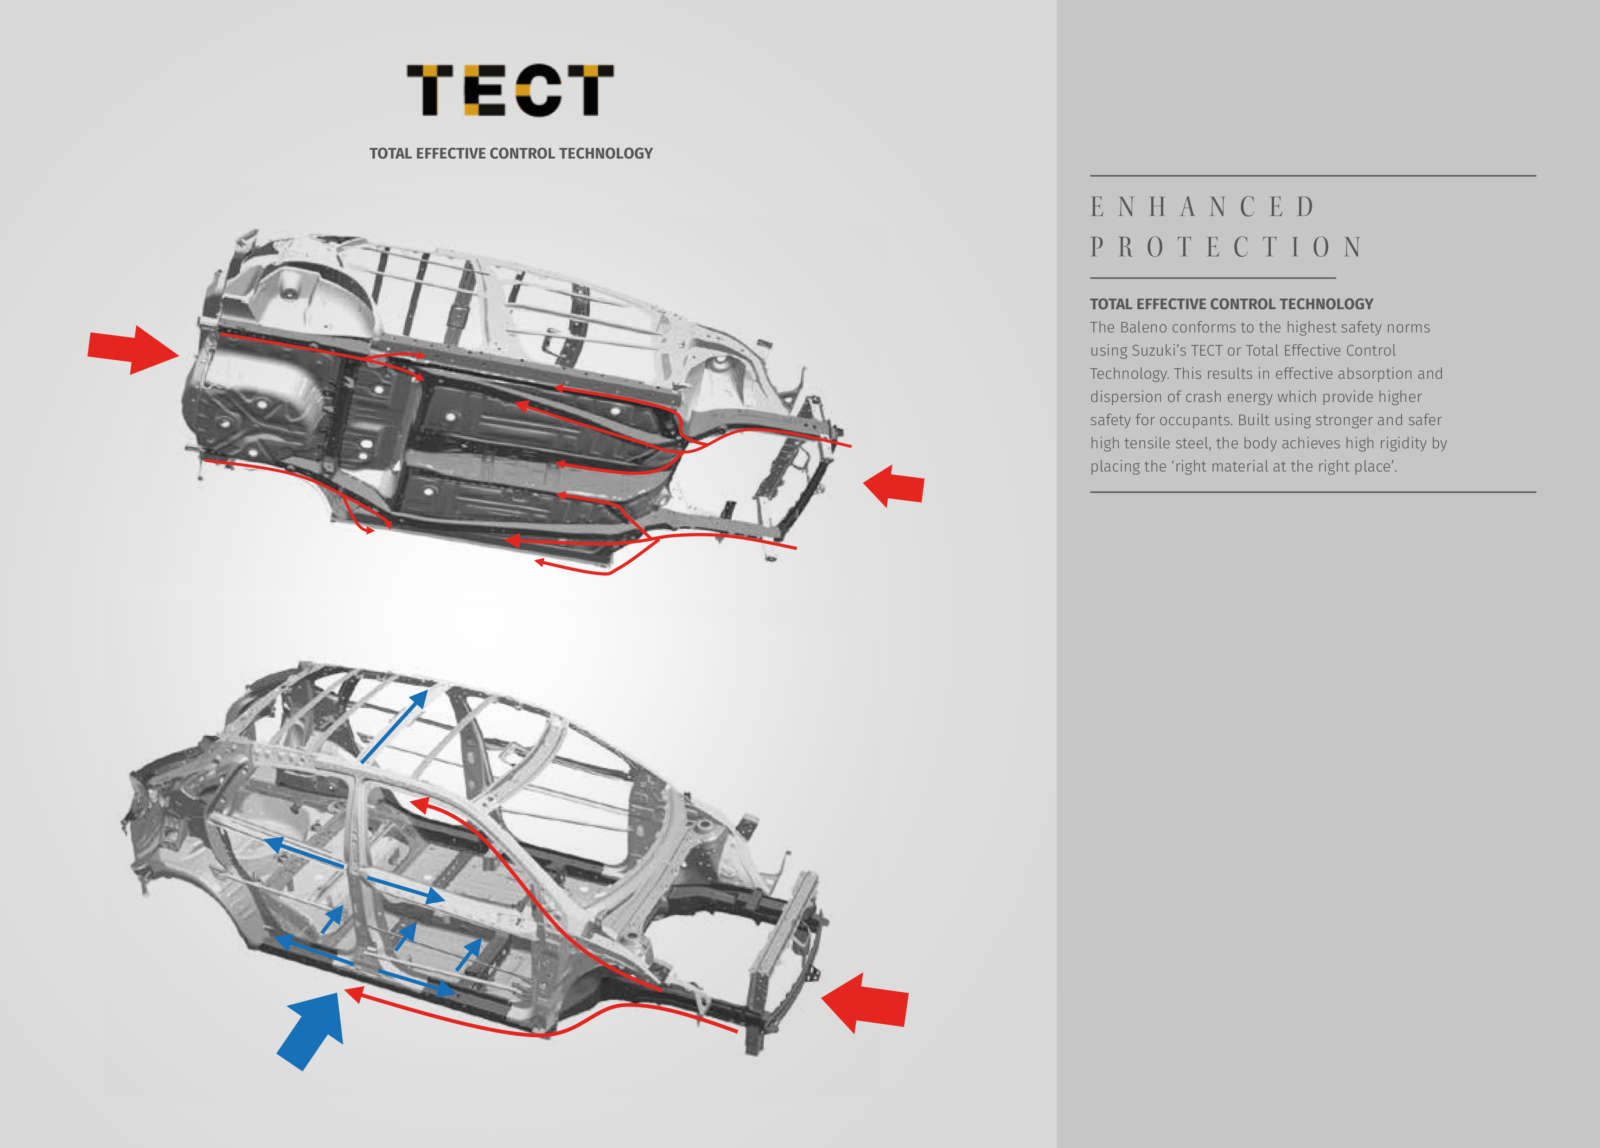 TECT
TOTAL EFFECTIVE CONTROL TECHNOLOGY
ENHANCED
PROTECTION
TOTAL EFFECTIVE CONTROL TECHNOLOGY
The Baleno conforms to the highest safety norms
using Suzuki's TECT or Total Effective Control
Technology. This results in effective absorption and
dispersion of crash energy which provide higher
safety for occupants. Built using stronger and safer
high tensile steel, the body achieves high rigidity by
placing the 'right material at the right place'.